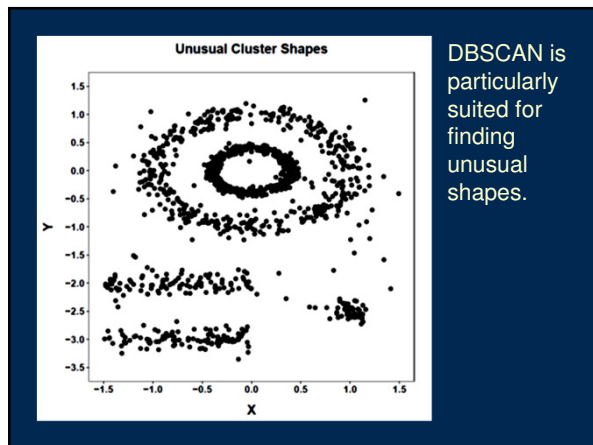 Unusual Cluster Shapes
1.5
1.0
0.5
0.0
−0.5
−1.0
−1.5
−2.0
−2.5
−3.0
−3.5
Y
−1.5 −1.0 −0.5 0.0 0.5 1.0 1.5
X
DBSCAN is
particularly
suited for
finding
unusual
shapes.